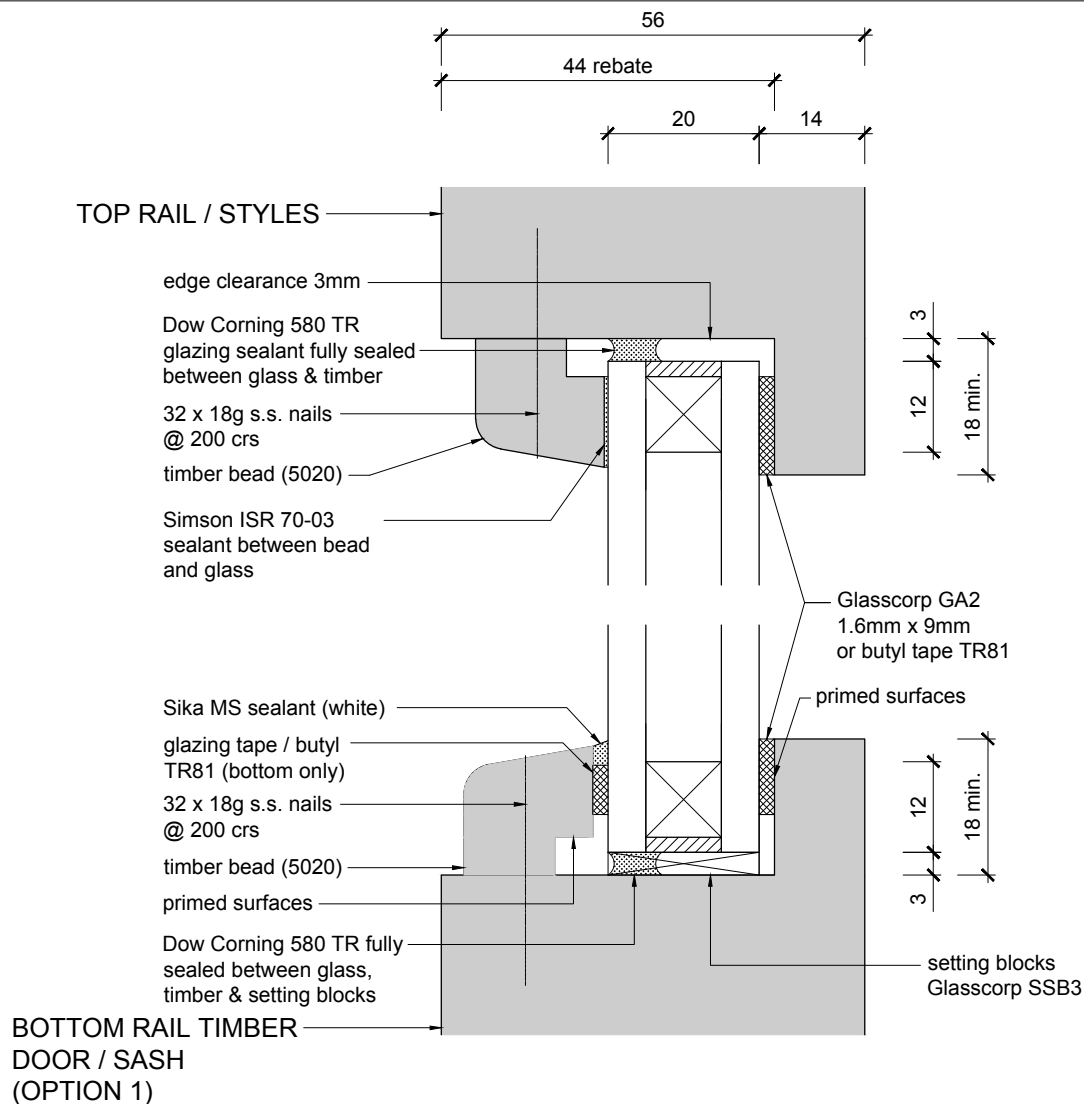 56
44 rebate
20
14
TOP RAIL / STYLES
edge clearance 3mm
Dow Corning 580 TR
glazing sealant fully sealed
between glass & timber
32 x 18g s.s. nails
@ 200 crs
timber bead (5020)
Simson ISR 70-03
sealant between bead
and glass
3
12
18 min.
Glasscorp GA2
1.6mm x 9mm
or butyl tape TR81
primed surfaces
Sika MS sealant (white)
glazing tape / butyl
TR81 (bottom only)
32 x 18g s.s. nails
@ 200 crs
timber bead (5020)
primed surfaces
Dow Corning 580 TR fully
sealed between glass,
timber & setting blocks
12
18 min.
3
setting blocks
Glasscorp SSB3
BOTTOM RAIL TIMBER
DOOR / SASH
(OPTION 1)